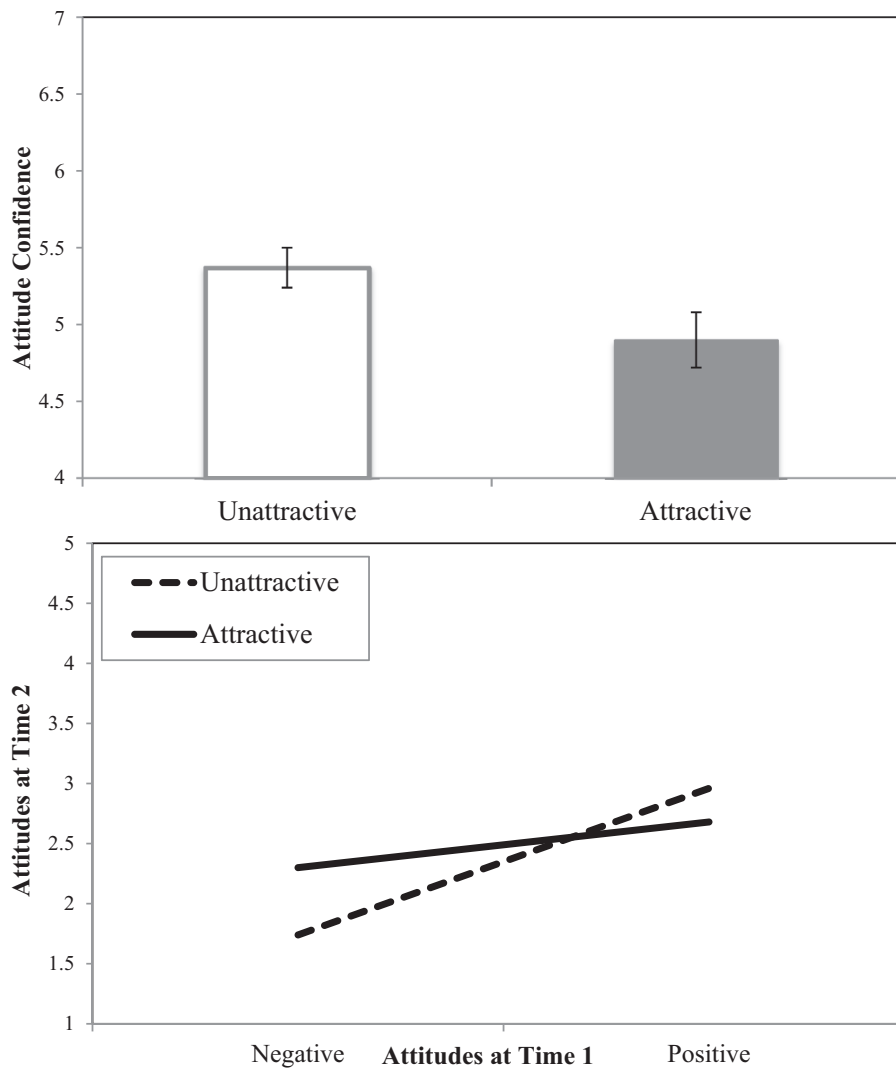 7
6.5
6
5.5
5
4.5
4
Attitude Confidence
Unattractive Attractive
5
4.5
4
3.5
3
2.5
2
1.5
1
Attitudes at Time 2
Unattractive
Attractive
Negative Attitudes at Time 1 Positive